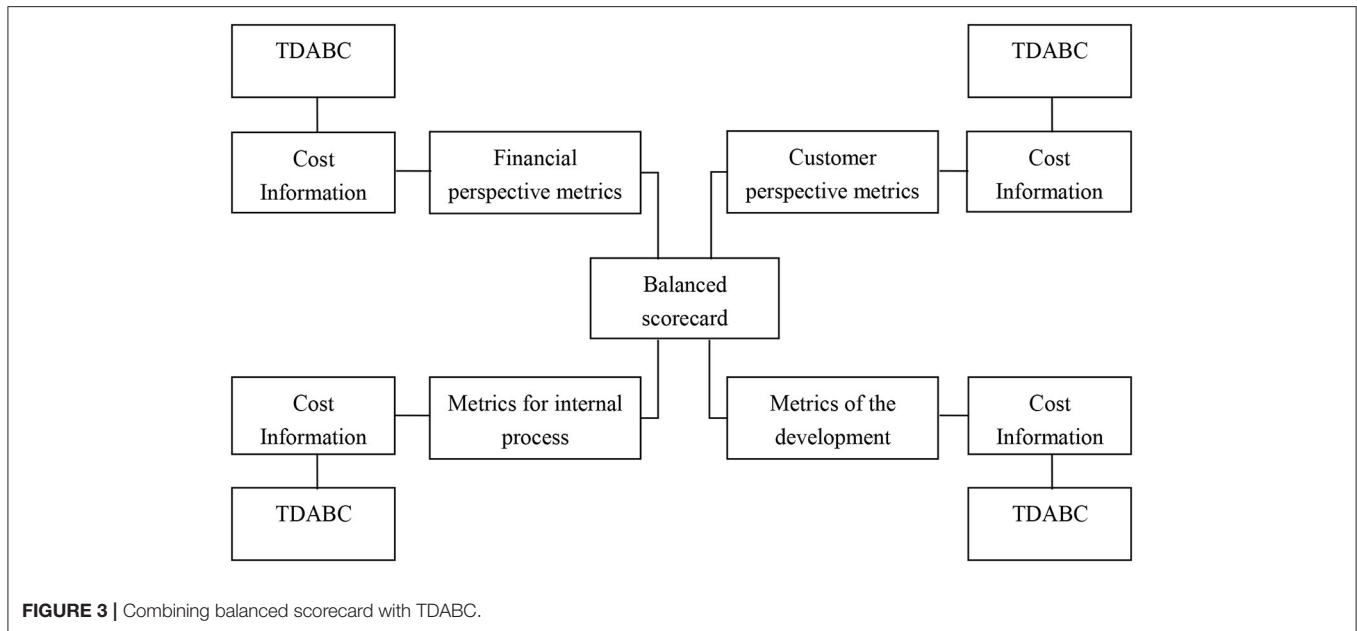 TDABC
TDABC
Cost
Information
Financial
perspective metrics
Customer
perspective metrics
Cost
Information
Balanced
scorecard
Cost
Information
Metrics for internal
process
Metrics of the
development
Cost
Information
TDABC
TDABC
FIGURE 3 | Combining balanced scorecard with TDABC.